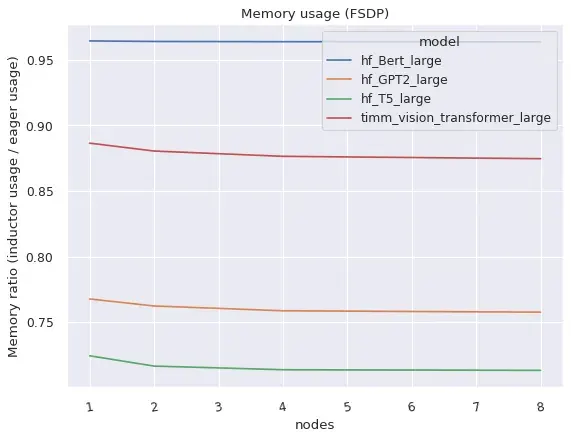 Memory usage (FSDP)
Memory ratio (inductor usage / eager usage)
0.95
0.90
0.85
0.80
0.75
model
hf_Bert_large
hf_GPT2_large
hf_T5_large
timm_vision_transformer_large
1 2 3 4 5 6 7 8
nodes